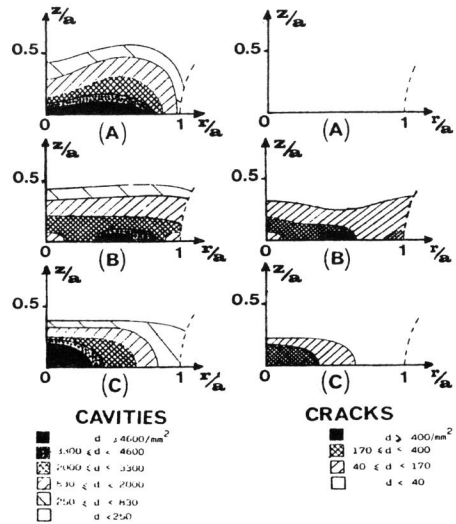 z/a
0.5
0
(A)
1
r/a
z/a
0.5
0
(B)
1
r/a
z/a
0.5
0
(C)
1
r/a
CAVITIES
d ⩾ 4600/mm²
3300 ⩽ d < 4600
2000 ⩽ d < 3300
830 ⩽ d < 2000
250 ⩽ d < 830
d < 250
z/a
0.5
0
(A)
1
r/a
z/a
0.5
0
(B)
1
r/a
z/a
0.5
0
(C)
1
r/a
CRACKS
d ⩾ 400/mm²
170 ⩽ d < 400
40 ⩽ d < 170
d < 40